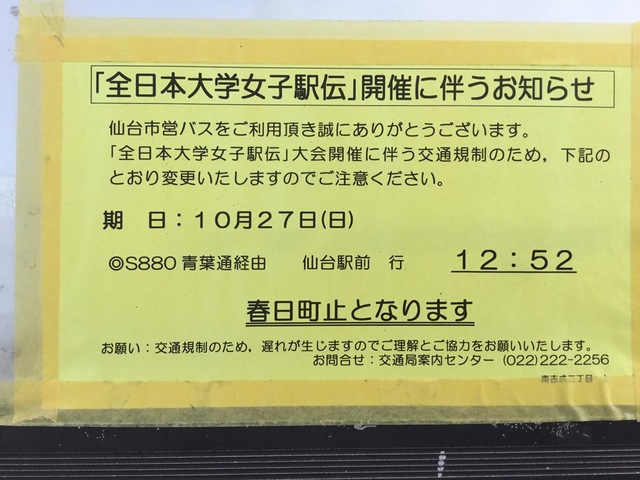 「全日本大学女子駅伝」開催に伴うお知らせ
仙台市営バスをご利用頂き誠にありがとうございます。
「全日本大学女子駅伝」大会開催に伴う交通規制のため，下記の
とおり変更いたしますのでご注意ください。
期　日：１０月２７日(日)
◎S880 青葉通経由　　仙台駅前　行　　１２：５２
春日町止となります
お願い：交通規制のため，遅れが生じますのでご理解とご協力をお願いいたします。
お問合せ：交通局案内センター (022)222-2256
南吉成二丁目